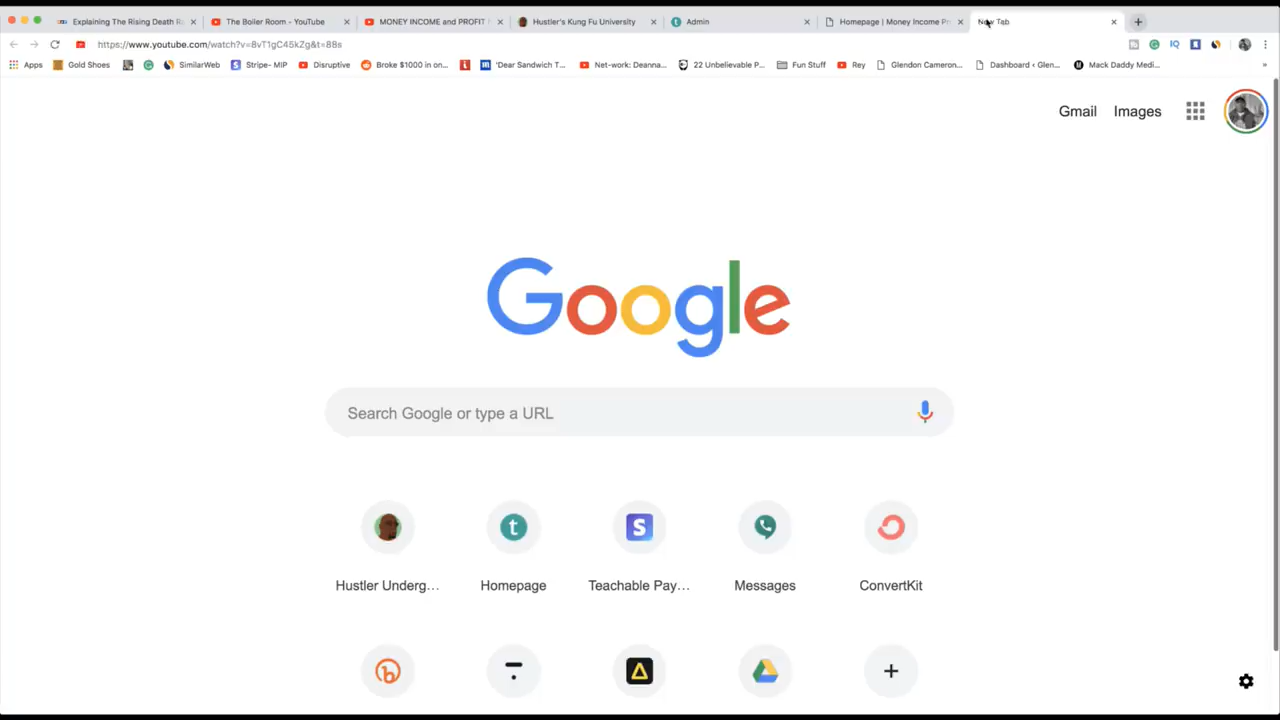 Explaining The Rising Death R
The Boiler Room - YouTube
MONEY INCOME and PROFIT
Hustler's Kung Fu University
Admin
Homepage | Money Income Pr
New Tab
https://www.youtube.com/watch?v=8vT1gC45kZg&t=88s
Apps
Gold Shoes
SimilarWeb
Stripe- MIP
Disruptive
Broke $1000 in on...
'Dear Sandwich T...
Net-work: Deanna...
22 Unbelievable P...
Fun Stuff
Rey
Glendon Cameron...
Dashboard ‹ Glen...
Mack Daddy Medi...
»
Gmail
Images
Google
Search Google or type a URL
Hustler Underg...
Homepage
Teachable Pay...
Messages
ConvertKit